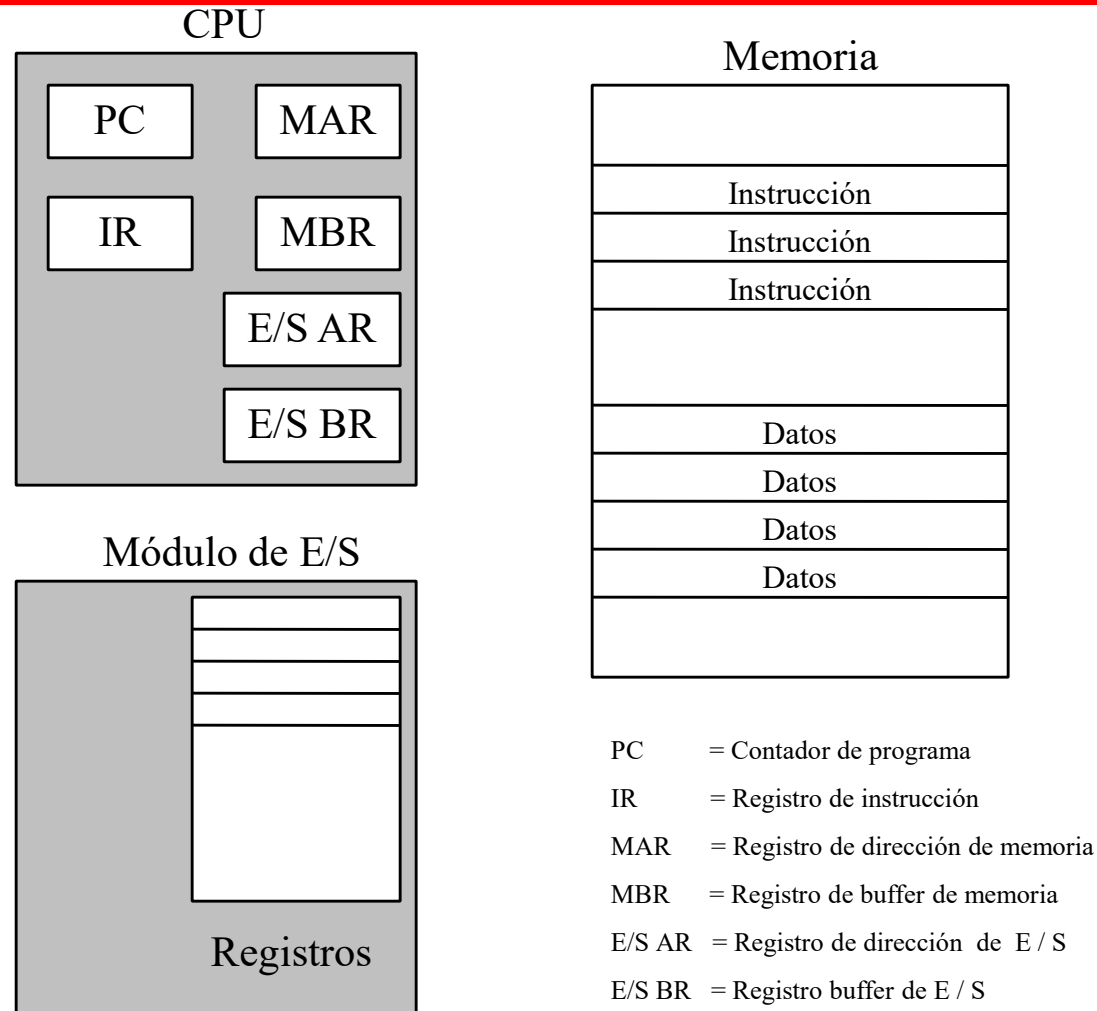 CPU
PC
MAR
IR
MBR
E/S AR
E/S BR
Módulo de E/S
Registros
Memoria
Instrucción
Instrucción
Instrucción
Datos
Datos
Datos
Datos
PC = Contador de programa
IR = Registro de instrucción
MAR = Registro de dirección de memoria
MBR = Registro de buffer de memoria
E/S AR = Registro de dirección de E / S
E/S BR = Registro buffer de E / S